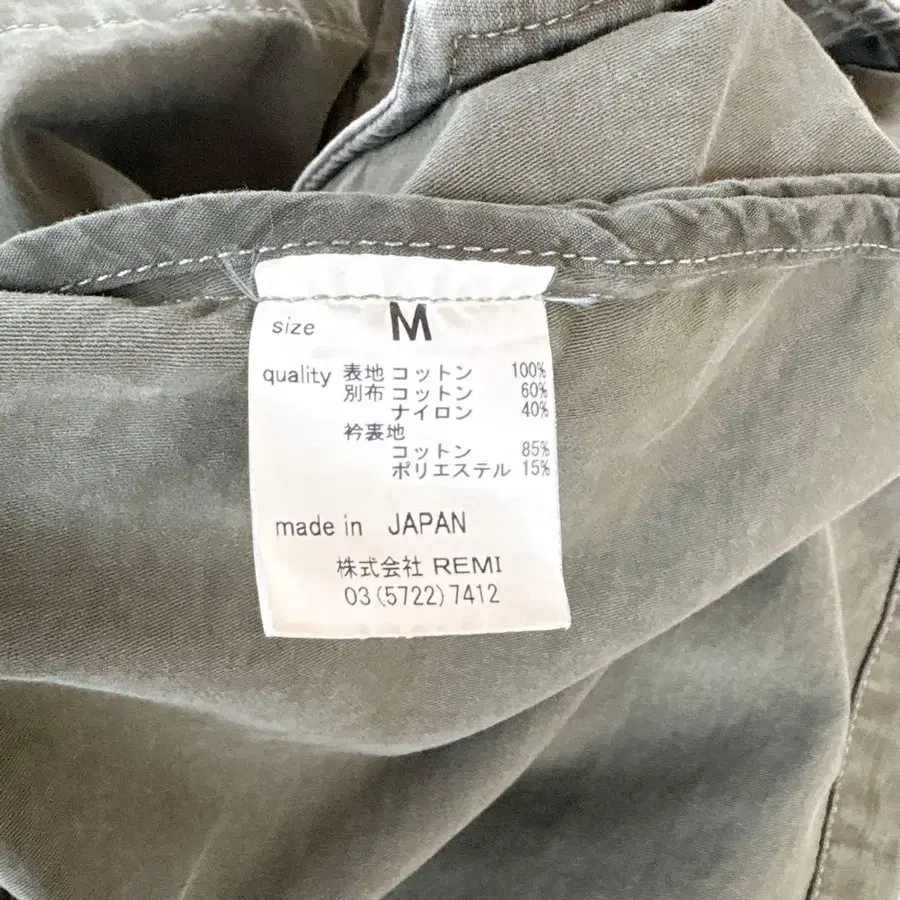 size M
quality 表地 コットン 100%
別布 コットン 60%
ナイロン 40%
衿裏地
コットン 85%
ポリエステル 15%
made in JAPAN
株式会社 REMI
03(5722)7412